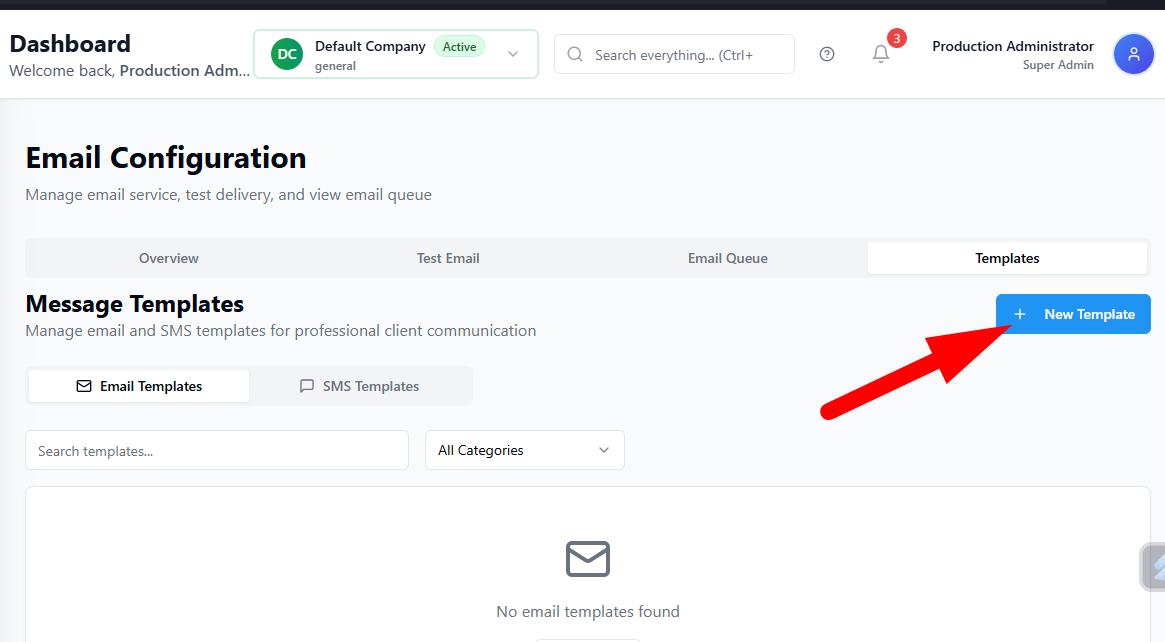 Dashboard
Welcome back, Production Adm...
DC
Default Company
Active
general
Search everything... (Ctrl+
3
Production Administrator
Super Admin
Email Configuration
Manage email service, test delivery, and view email queue
Overview
Test Email
Email Queue
Templates
Message Templates
Manage email and SMS templates for professional client communication
New Template
Email Templates
SMS Templates
Search templates...
All Categories
No email templates found